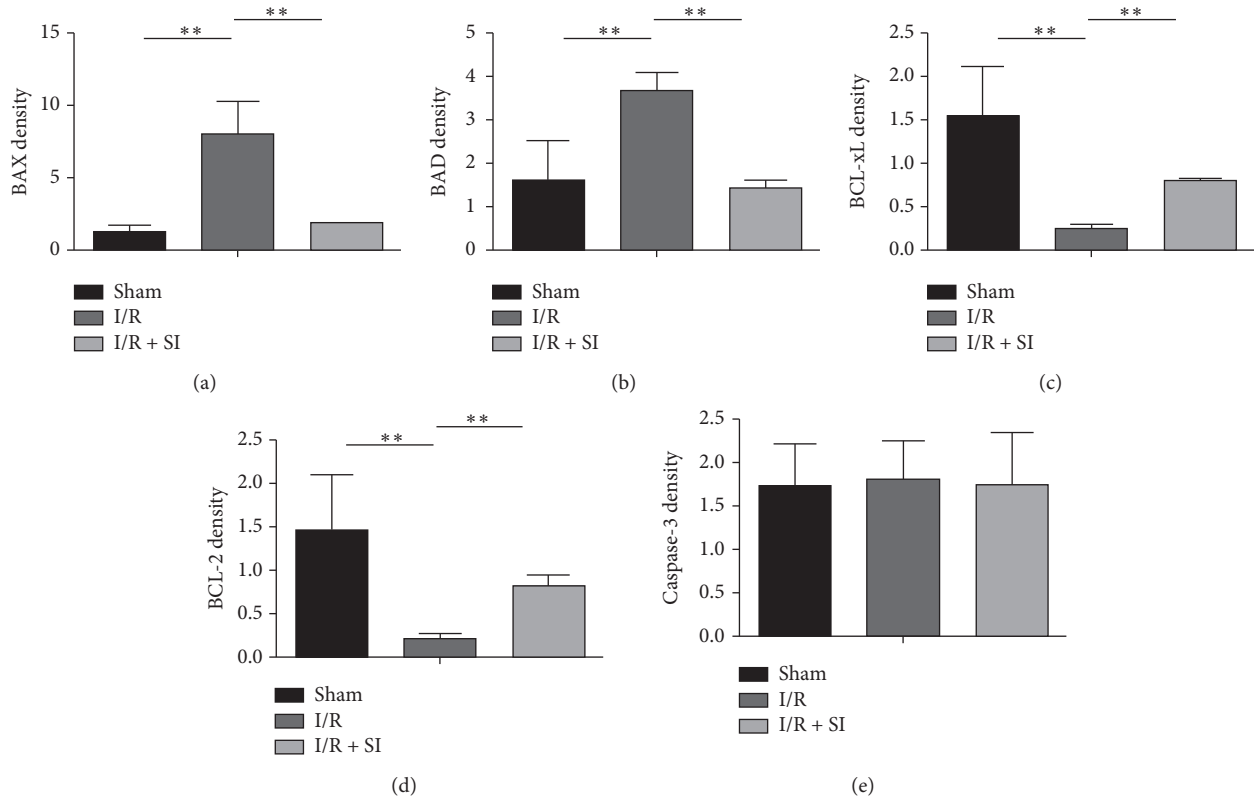 ** **
15
10
5
0
BAX density
Sham
I/R
I/R + SI
(a)
** **
5
4
3
2
1
0
BAD density
Sham
I/R
I/R + SI
(b)
** **
2.5
2.0
1.5
1.0
0.5
0.0
BCL-xL density
Sham
I/R
I/R + SI
(c)
** **
2.5
2.0
1.5
1.0
0.5
0.0
BCL-2 density
Sham
I/R
I/R + SI
(d)
2.5
2.0
1.5
1.0
0.5
0.0
Caspase-3 density
Sham
I/R
I/R + SI
(e)